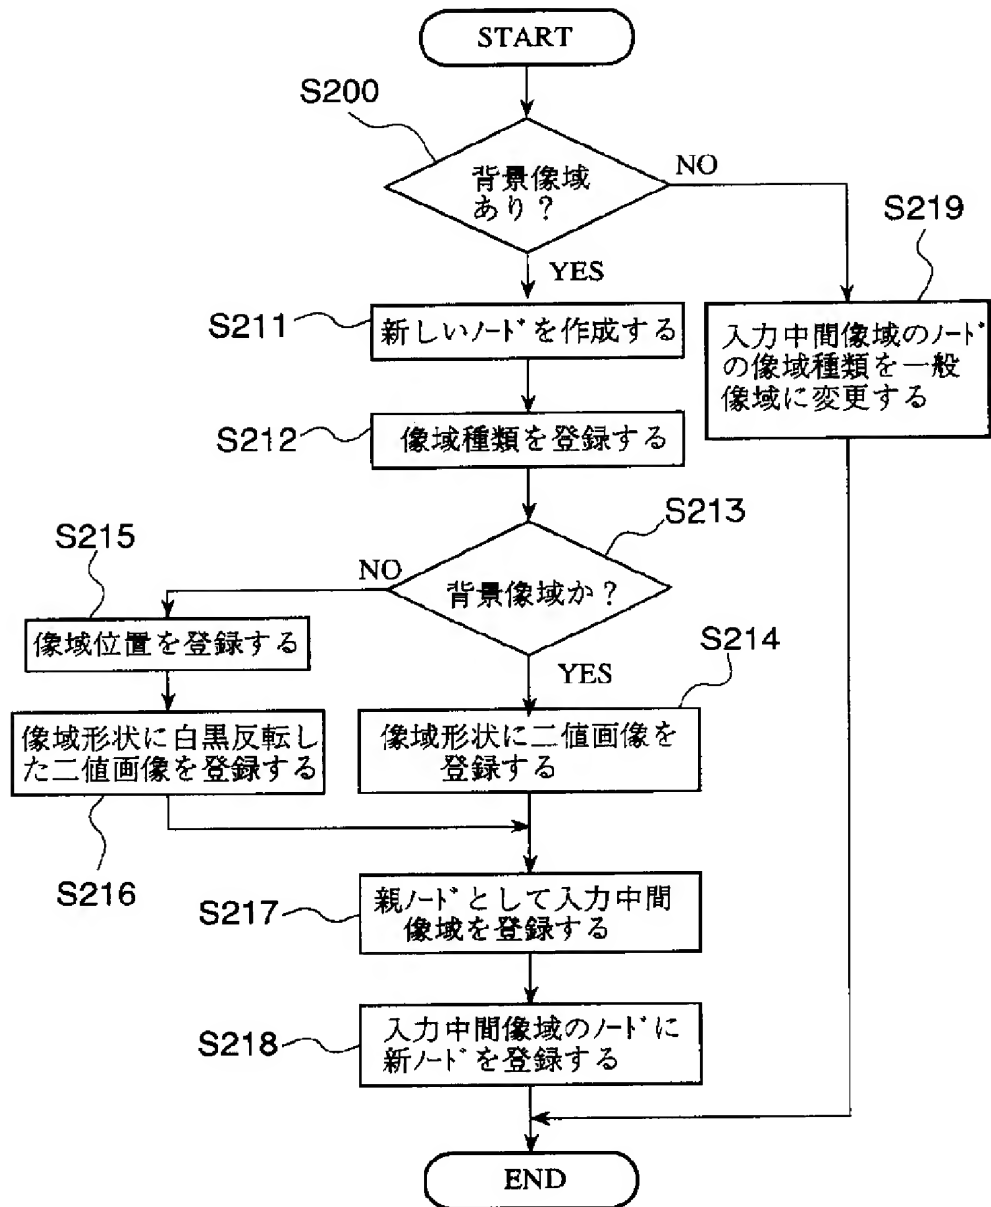 START
S200
背景像域
あり?
NO
YES
S219
入力中間像域のノード
の像域種類を一般
像域に変更する
S211
新しいノードを作成する
S212
像域種類を登録する
S213
背景像域か?
NO
YES
S215
像域位置を登録する
S214
像域形状に二値画像を
登録する
像域形状に白黒反転し
た二値画像を登録する
S216
S217
親ノードとして入力中間
像域を登録する
S218
入力中間像域のノードに
新ノードを登録する
END